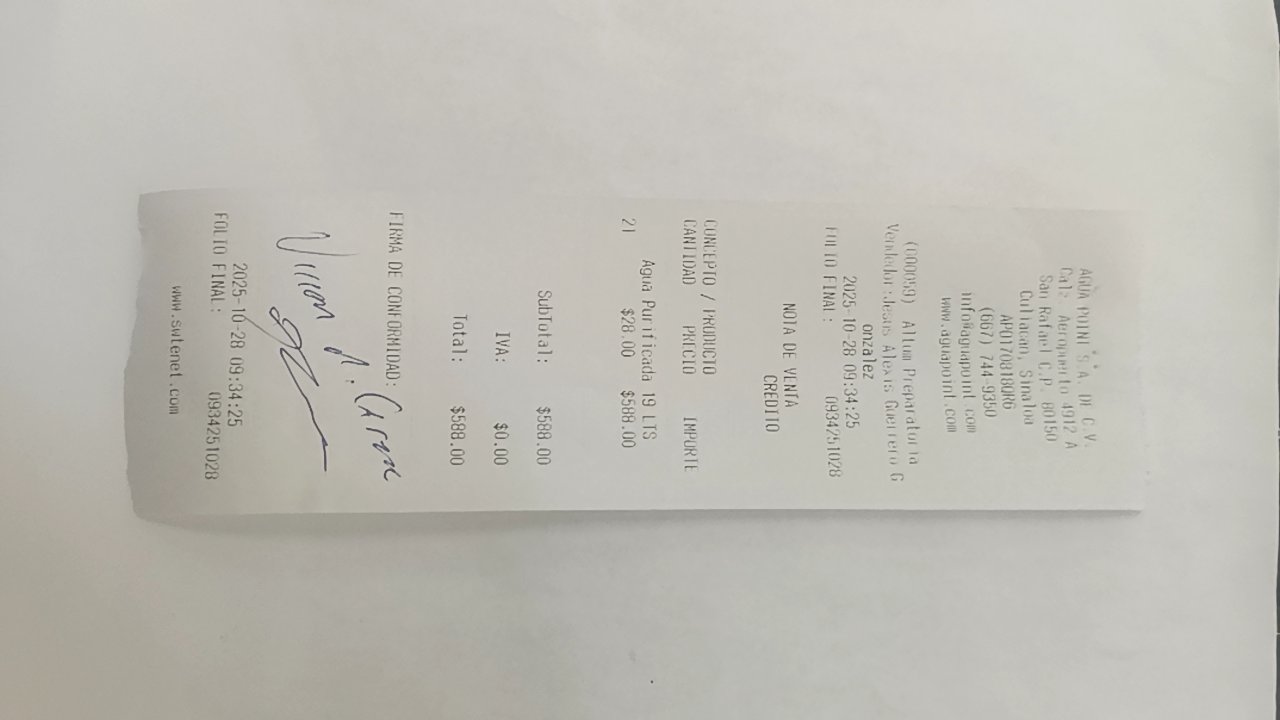 AGUA POINT S.A. DE C.V.
Calz. Aeropuerto 4912 A
San Rafael C.P. 80150
Culiacan, Sinaloa
AP0170818QR6
(667) 744-9350
info@aguapoint.com
www.aguapoint.com
(000059) Altum Preparatoria
Vendedor:Jesus Alexis Guerrero G
onzalez
2025-10-28 09:34:25
FOLIO FINAL: 0934251028
NOTA DE VENTA
CREDITO
CONCEPTO / PRODUCTO
CANTIDAD PRECIO IMPORTE
Agua Purificada 19 LTS
21 $28.00 $588.00
SubTotal: $588.00
IVA: $0.00
Total: $588.00
FIRMA DE CONFORMIDAD:
2025-10-28 09:34:25
FOLIO FINAL: 0934251028
www.swtenet.com